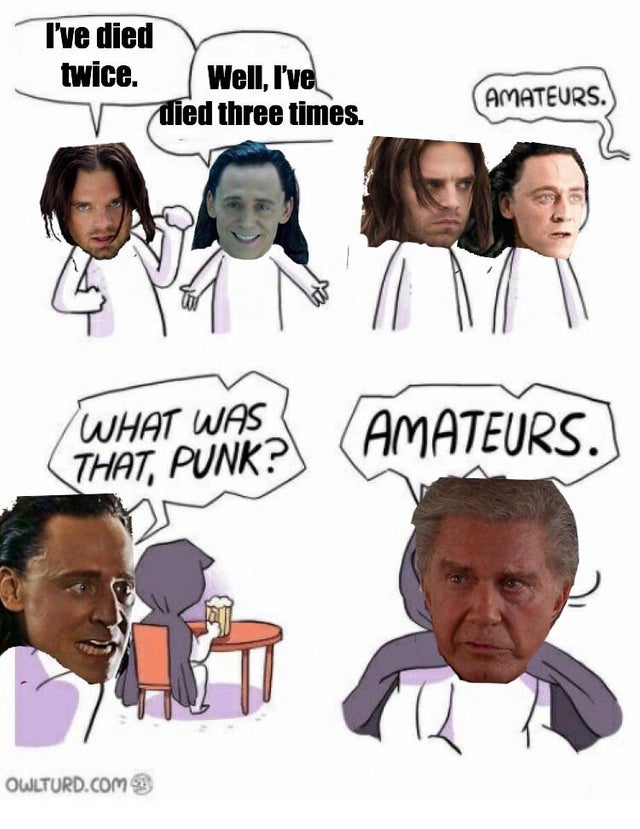 I've died
twice.
Well, I've
died three times.
AMATEURS.
WHAT WAS
THAT, PUNK?
AMATEURS.
OWLTURD.COM